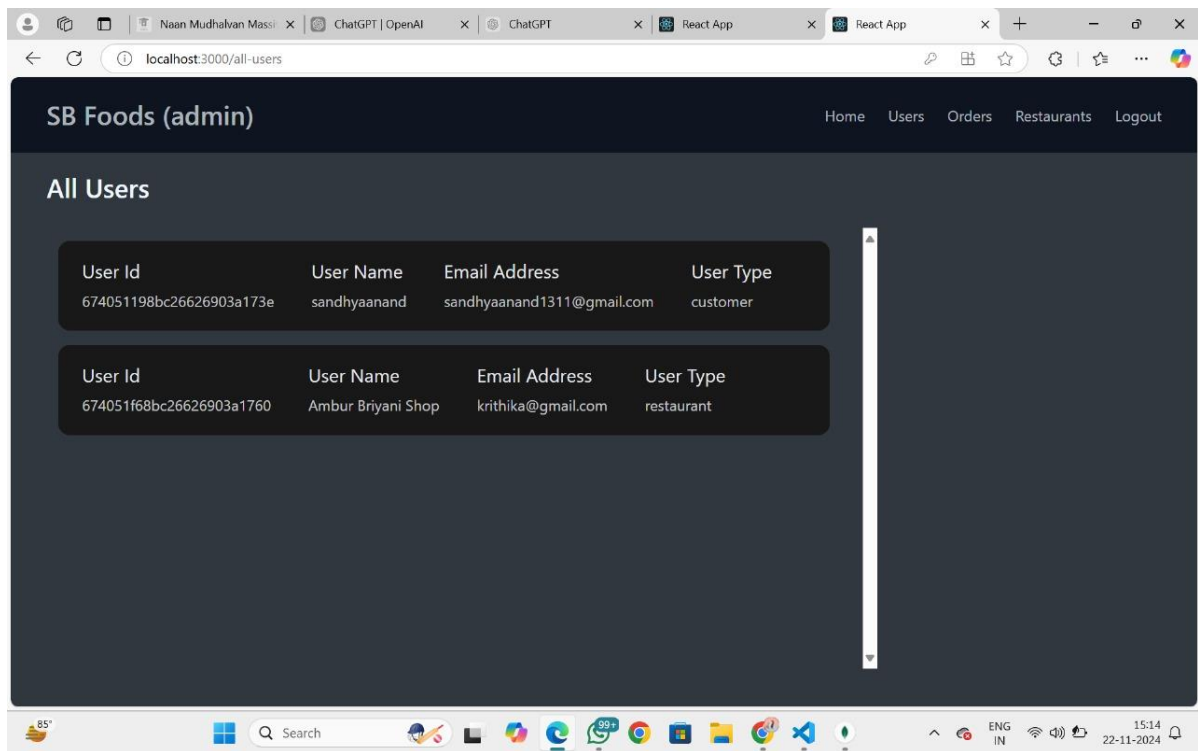 Naan Mudhalvan Massi
ChatGPT | OpenAI
ChatGPT
React App
React App
localhost:3000/all-users
SB Foods (admin)
Home Users Orders Restaurants Logout
All Users
User Id User Name Email Address User Type
674051198bc26626903a173e sandhyaanand sandhyaanand1311@gmail.com customer
User Id User Name Email Address User Type
674051f68bc26626903a1760 Ambur Briyani Shop krithika@gmail.com restaurant
85°
Search
99+
ENG
IN
15:14
22-11-2024